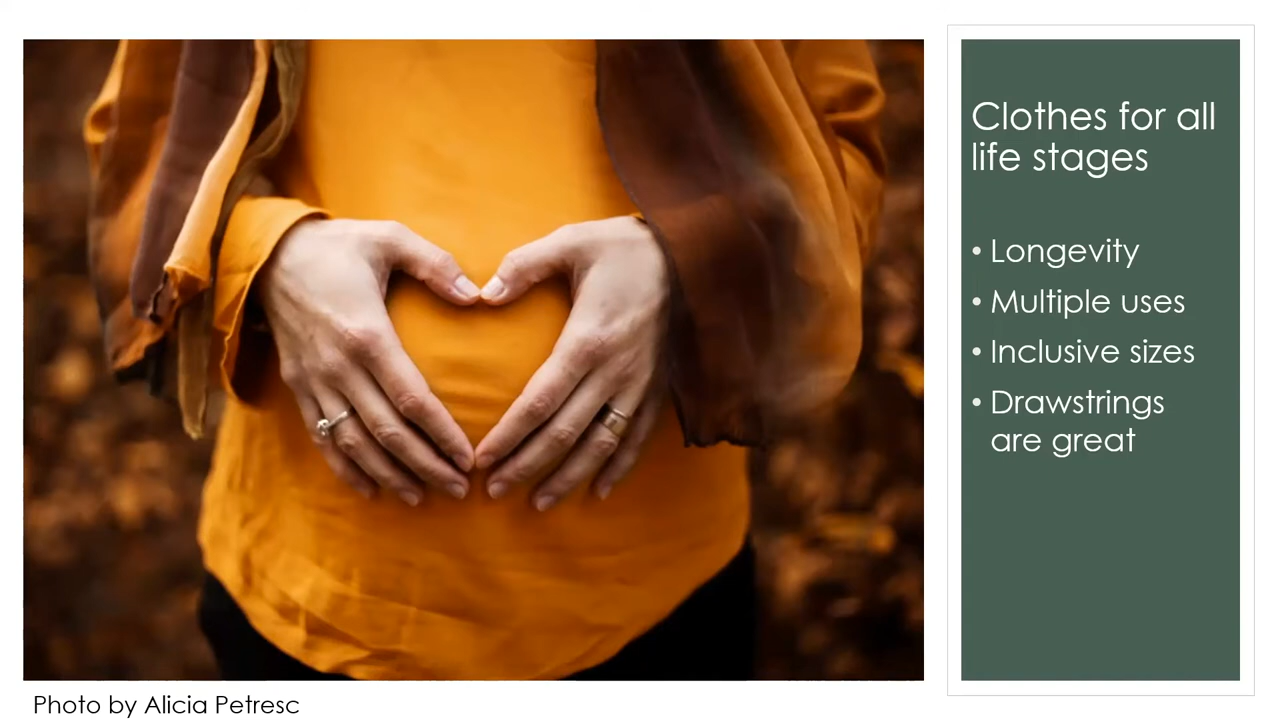 Clothes for all
life stages
• Longevity
• Multiple uses
• Inclusive sizes
• Drawstrings
are great
Photo by Alicia Petresc